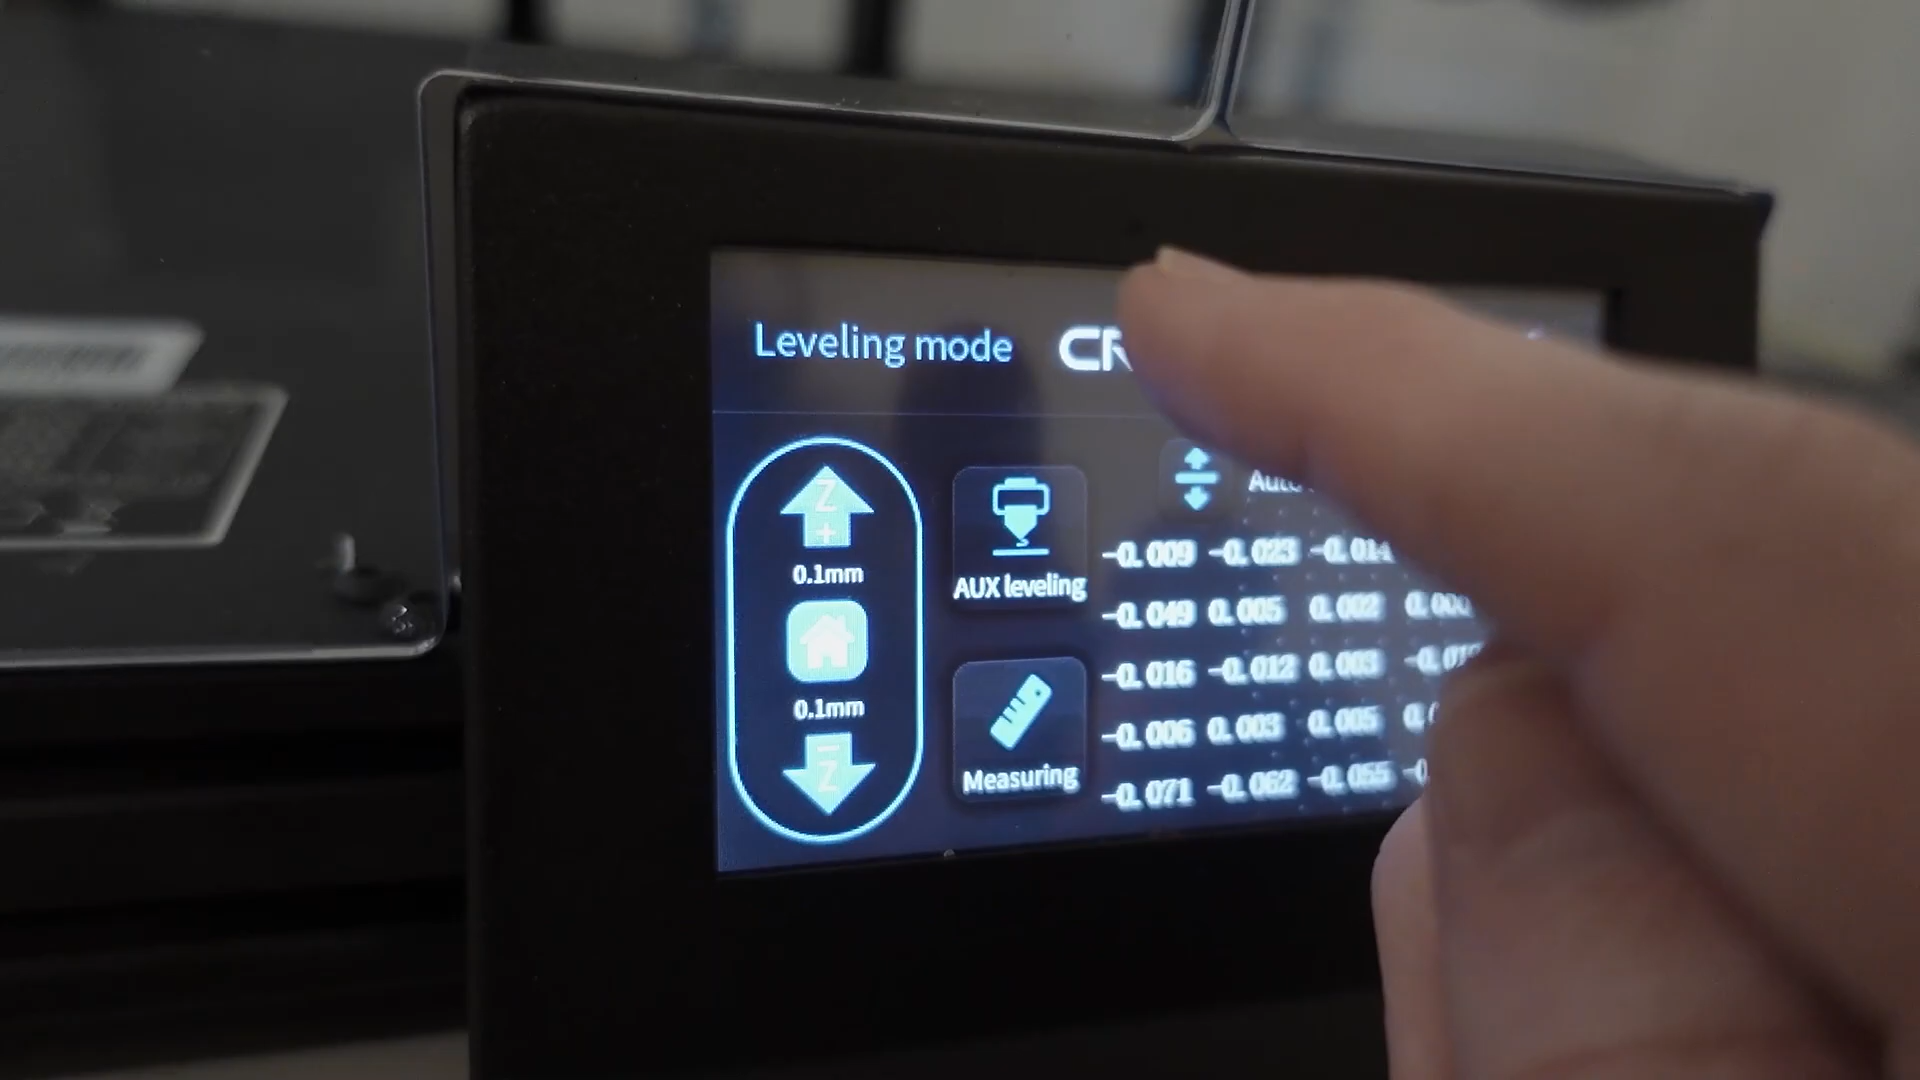 Leveling mode
Z
+
0.1mm
0.1mm
Z
AUX leveling
Measuring
-0.009 -0.023 -0.014
-0.049 0.005 0.002 0.000
-0.016 -0.012 0.003
-0.006 0.003 0.005
-0.071 -0.062 -0.055